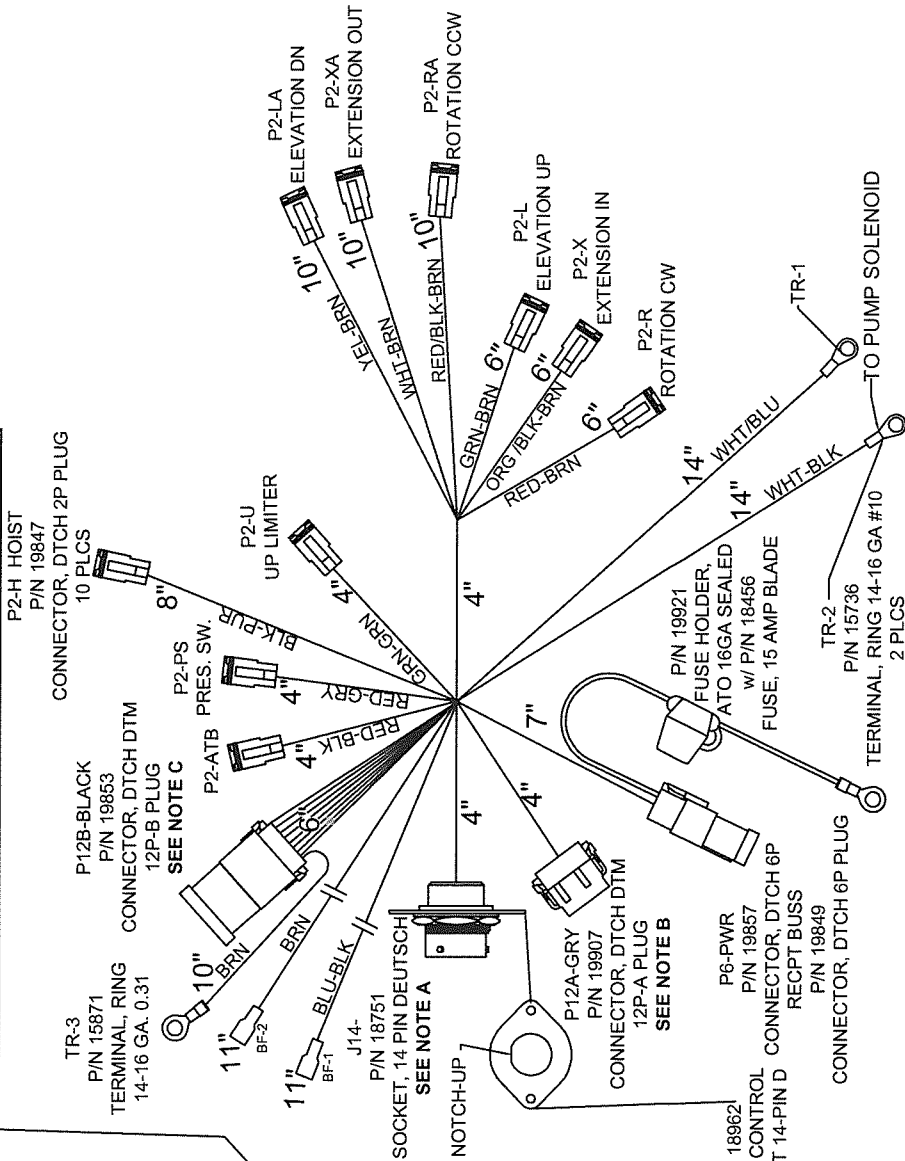 P2-H HOIST
P/N 19847
CONNECTOR, DTCH 2P PLUG
10 PLCS
8"
BLK-PUR
P2-U
UP LIMITER
4"
GRN-GRN
P2-PS
PRES. SW.
4"
RED-GRY
P2-ATB
4"
RED-BLK
P12B-BLACK
P/N 19853
CONNECTOR, DTCH DTM
12P-B PLUG
SEE NOTE C
6"
TR-3
P/N 15871
TERMINAL, RING
14-16 GA. 0.31
10"
BRN
11"
BF-2
BRN
11"
BF-1
BLU-BLK
J14-
P/N 18751
SOCKET, 14 PIN DEUTSCH
SEE NOTE A
NOTCH-UP
4"
18962
CONTROL
T 14-PIN D
P12A-GRY
P/N 19907
CONNECTOR, DTCH DTM
12P-A PLUG
SEE NOTE B
4"
P6-PWR
P/N 19857
CONNECTOR, DTCH 6P
RECPT BUSS
P/N 19849
CONNECTOR, DTCH 6P PLUG
7"
P/N 19921
FUSE HOLDER,
ATO 16GA SEALED
w/ P/N 18456
FUSE, 15 AMP BLADE
4"
P2-LA
ELEVATION DN
10"
YEL-BRN
P2-XA
EXTENSION OUT
10"
WHT-BRN
P2-RA
ROTATION CCW
10"
RED/BLK-BRN
P2-L
ELEVATION UP
6"
GRN-BRN
P2-X
EXTENSION IN
6"
ORG /BLK-BRN
P2-R
ROTATION CW
6"
RED-BRN
14"
WHT/BLU
TR-1
14"
WHT-BLK
TO PUMP SOLENOID
TR-2
P/N 15736
TERMINAL, RING 14-16 GA #10
2 PLCS